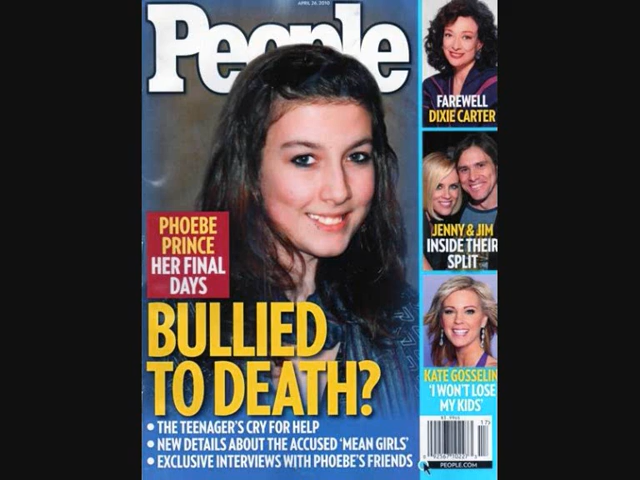 APRIL 26, 2010
People
FAREWELL
DIXIE CARTER
JENNY & JIM
INSIDE THEIR
SPLIT
KATE GOSSELIN
'I WON'T LOSE
MY KIDS'
PHOEBE
PRINCE
HER FINAL
DAYS
BULLIED
TO DEATH?
• THE TEENAGER'S CRY FOR HELP
• NEW DETAILS ABOUT THE ACCUSED 'MEAN GIRLS'
• EXCLUSIVE INTERVIEWS WITH PHOEBE'S FRIENDS
PEOPLE.COM